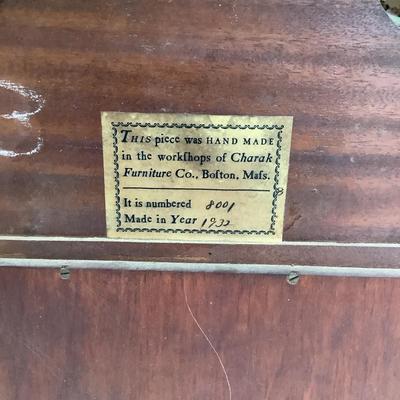 THIS piece was HAND MADE
in the workſhops of Charak
Furniture Co., Boſton, Maſs.
It is numbered 8001
Made in Year 1932